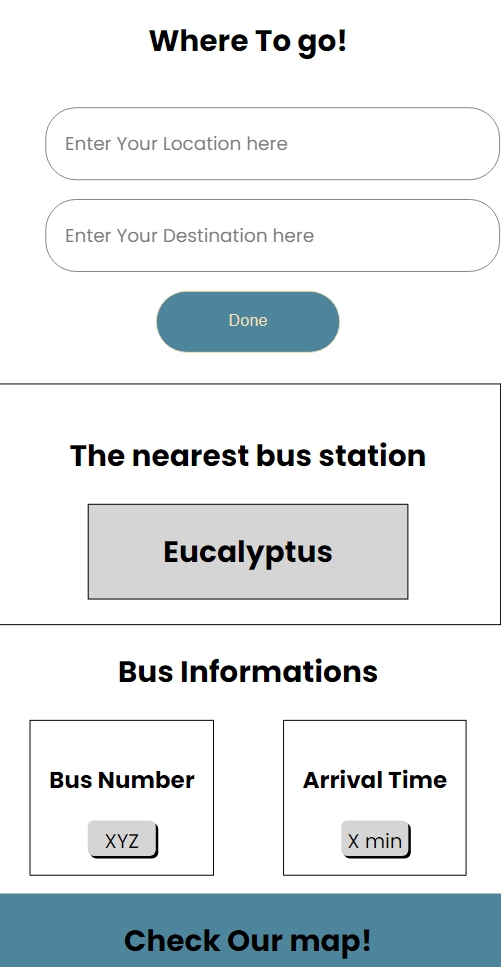 Where To go!
Enter Your Location here
Enter Your Destination here
Done
The nearest bus station
Eucalyptus
Bus Informations
Bus Number
XYZ
Arrival Time
X min
Check Our map!